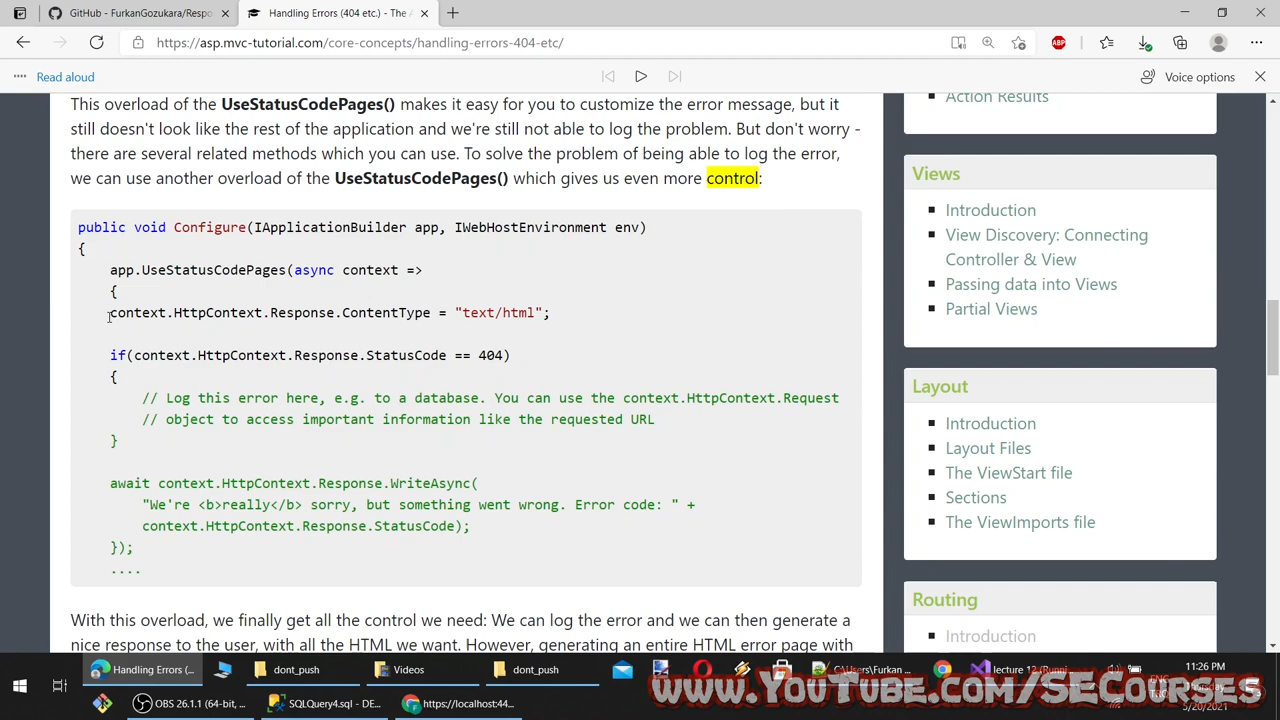 GitHub - FurkanGozukara/Respo
Handling Errors (404 etc.) - The A
https://asp.mvc-tutorial.com/core-concepts/handling-errors-404-etc/
ABP
Read aloud
Voice options
This overload of the UseStatusCodePages() makes it easy for you to customize the error message, but it
still doesn't look like the rest of the application and we're still not able to log the problem. But don't worry -
there are several related methods which you can use. To solve the problem of being able to log the error,
we can use another overload of the UseStatusCodePages() which gives us even more control:
public void Configure(IApplicationBuilder app, IWebHostEnvironment env)
{
app.UseStatusCodePages(async context =>
{
context.HttpContext.Response.ContentType = "text/html";
if(context.HttpContext.Response.StatusCode == 404)
{
// Log this error here, e.g. to a database. You can use the context.HttpContext.Request
// object to access important information like the requested URL
}
await context.HttpContext.Response.WriteAsync(
"We're <b>really</b> sorry, but something went wrong. Error code: " +
context.HttpContext.Response.StatusCode);
});
....
With this overload, we finally get all the control we need: We can log the error and we can then generate a
nice response to the user, with all the HTML we want. However, generating an entire HTML error page with
Action Results
Views
Introduction
View Discovery: Connecting
Controller & View
Passing data into Views
Partial Views
Layout
Introduction
Layout Files
The ViewStart file
Sections
The ViewImports file
Routing
Introduction
Handling Errors (...
dont_push
Videos
dont_push
C:\Users\Furkan ...
lecture 12 (Runni...
11:26 PM
ENG
Thursday
5/20/2021
OBS 26.1.1 (64-bit, ...
SQLQuery4.sql - DE...
https://localhost:44...
www.YouTube.com/SECourses